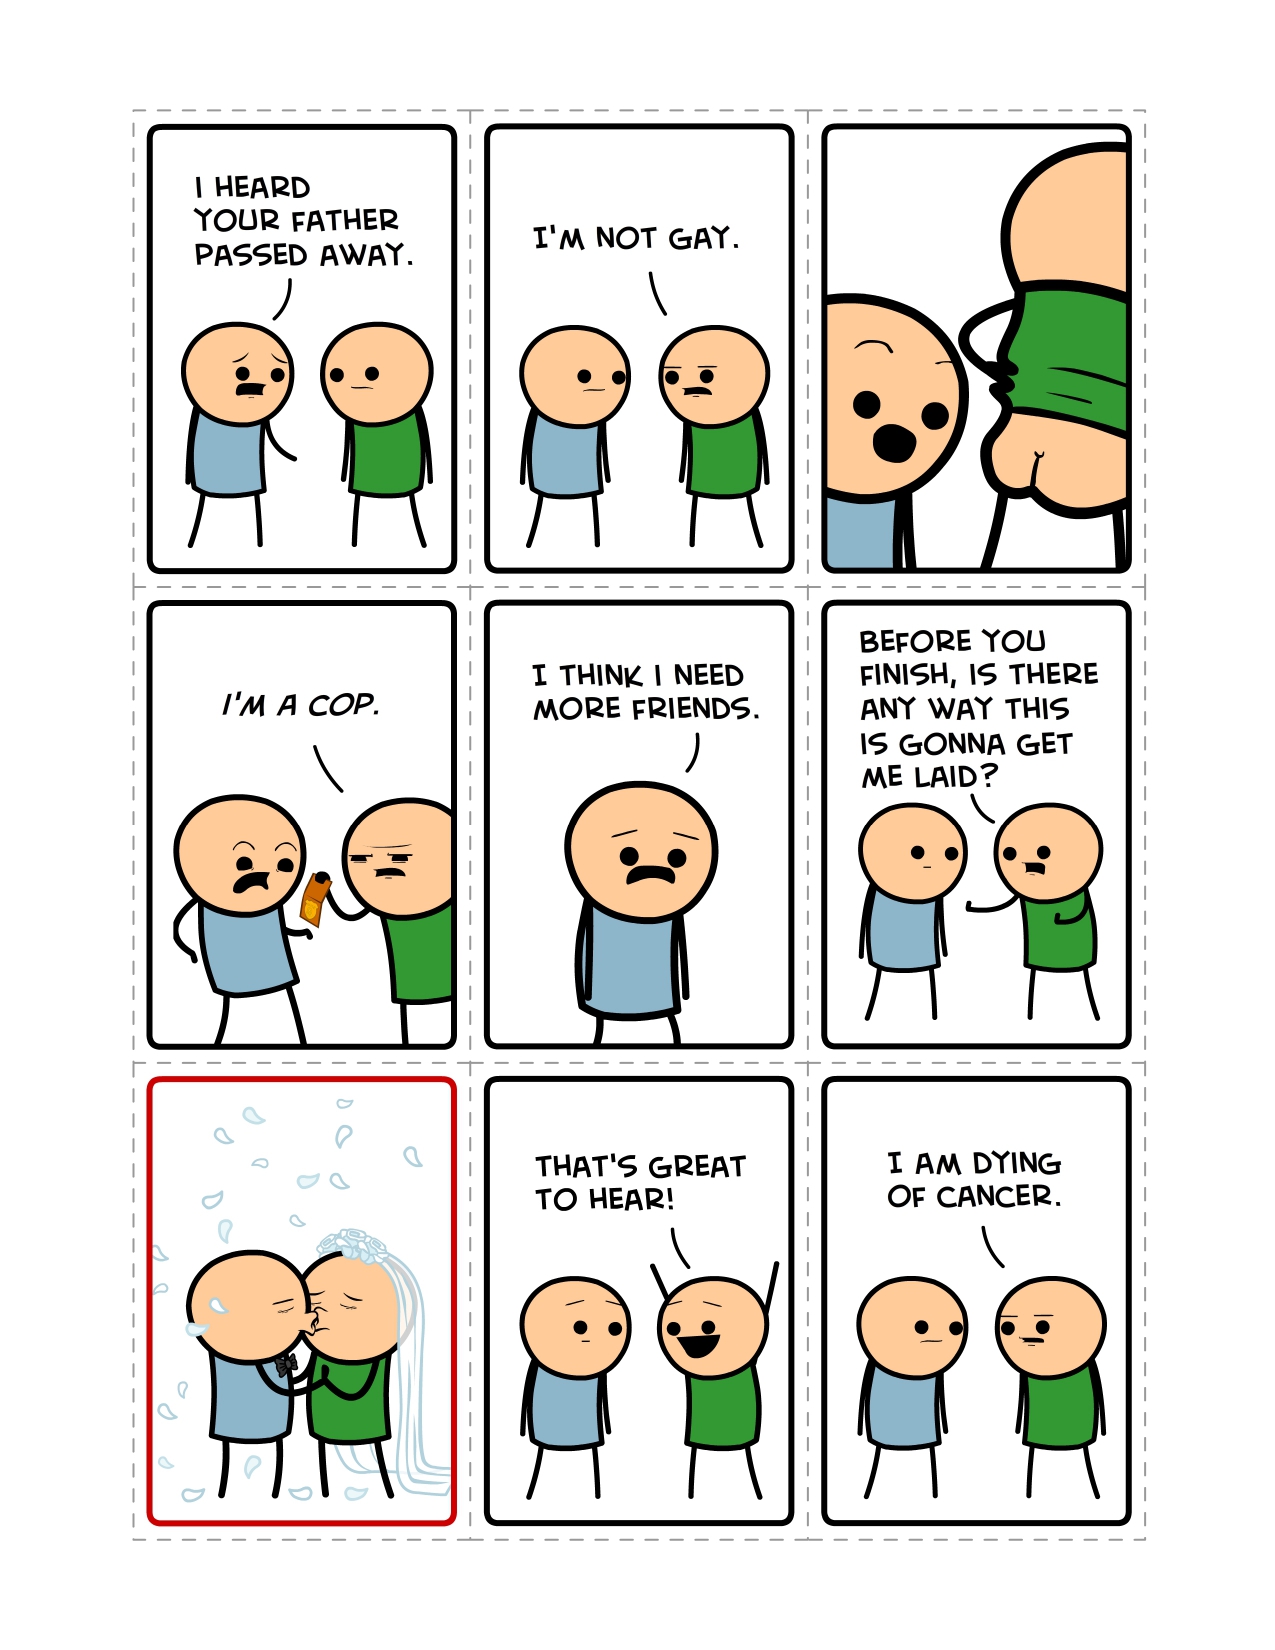 I HEARD
YOUR FATHER
PASSED AWAY.
I'M NOT GAY.
I'M A COP.
I THINK I NEED
MORE FRIENDS.
BEFORE YOU
FINISH, IS THERE
ANY WAY THIS
IS GONNA GET
ME LAID?
THAT'S GREAT
TO HEAR!
I AM DYING
OF CANCER.